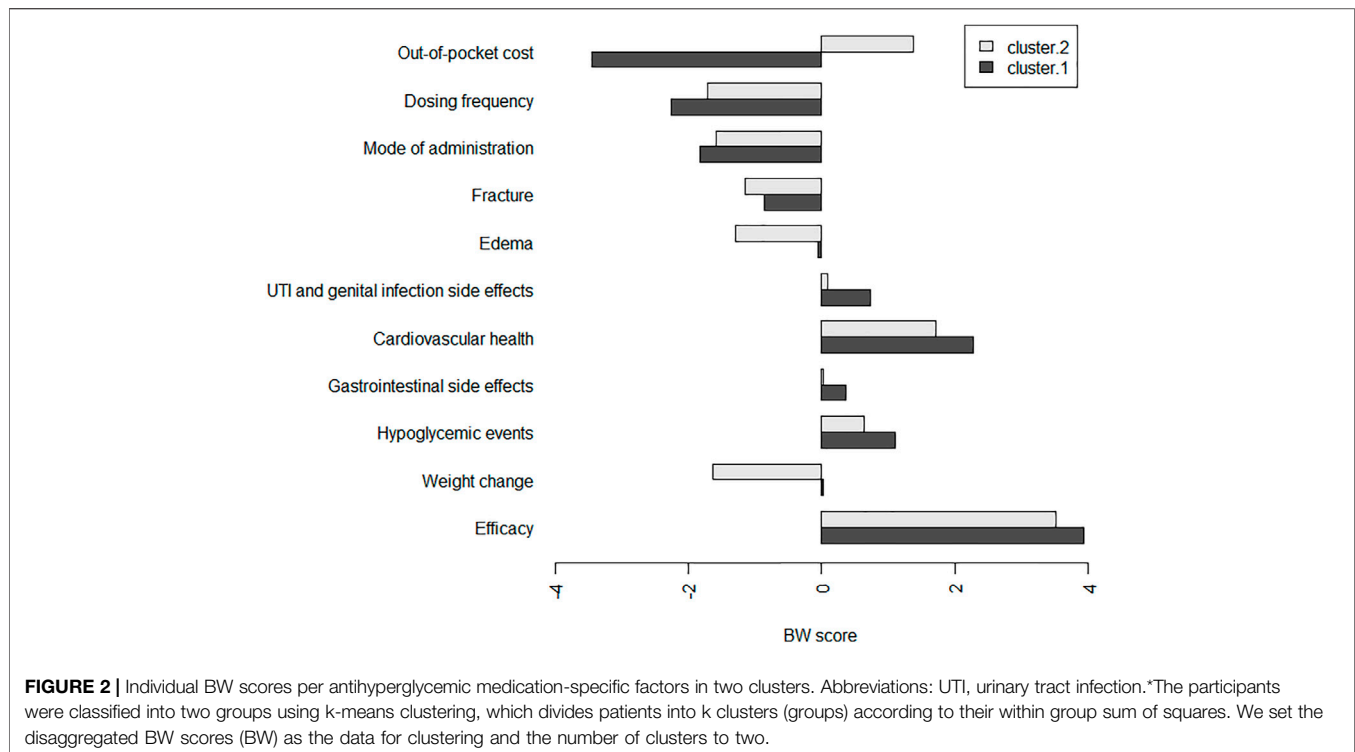 Out-of-pocket cost
cluster.2
cluster.1
Dosing frequency
Mode of administration
Fracture
Edema
UTI and genital infection side effects
Cardiovascular health
Gastrointestinal side effects
Hypoglycemic events
Weight change
Efficacy
-4 -2 0 2 4
BW score
FIGURE 2 | Individual BW scores per antihyperglycemic medication-specific factors in two clusters. Abbreviations: UTI, urinary tract infection.*The participants
were classified into two groups using k-means clustering, which divides patients into k clusters (groups) according to their within group sum of squares. We set the
disaggregated BW scores (BW) as the data for clustering and the number of clusters to two.